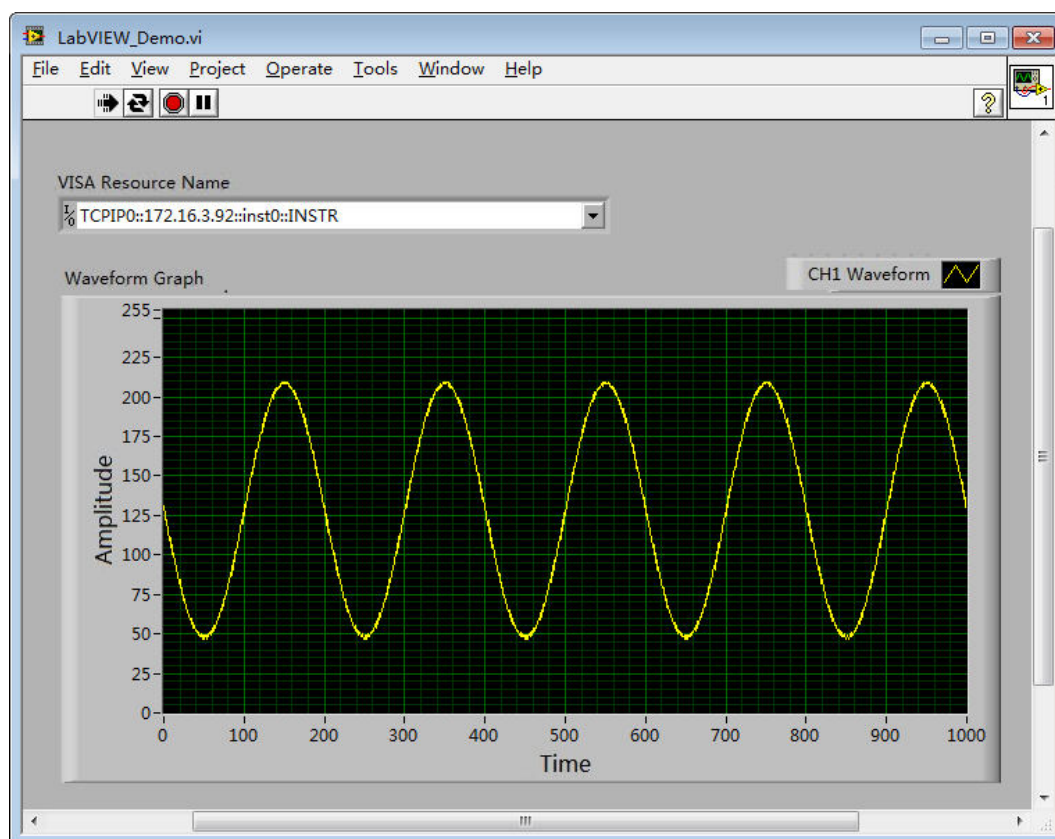 LabVIEW_Demo.vi
File Edit View Project Operate Tools Window Help
1
VISA Resource Name
I/O TCPIP0::172.16.3.92::inst0::INSTR
Waveform Graph
CH1 Waveform
255
225
200
175
150
125
100
75
50
25
0
Amplitude
0 100 200 300 400 500 600 700 800 900 1000
Time